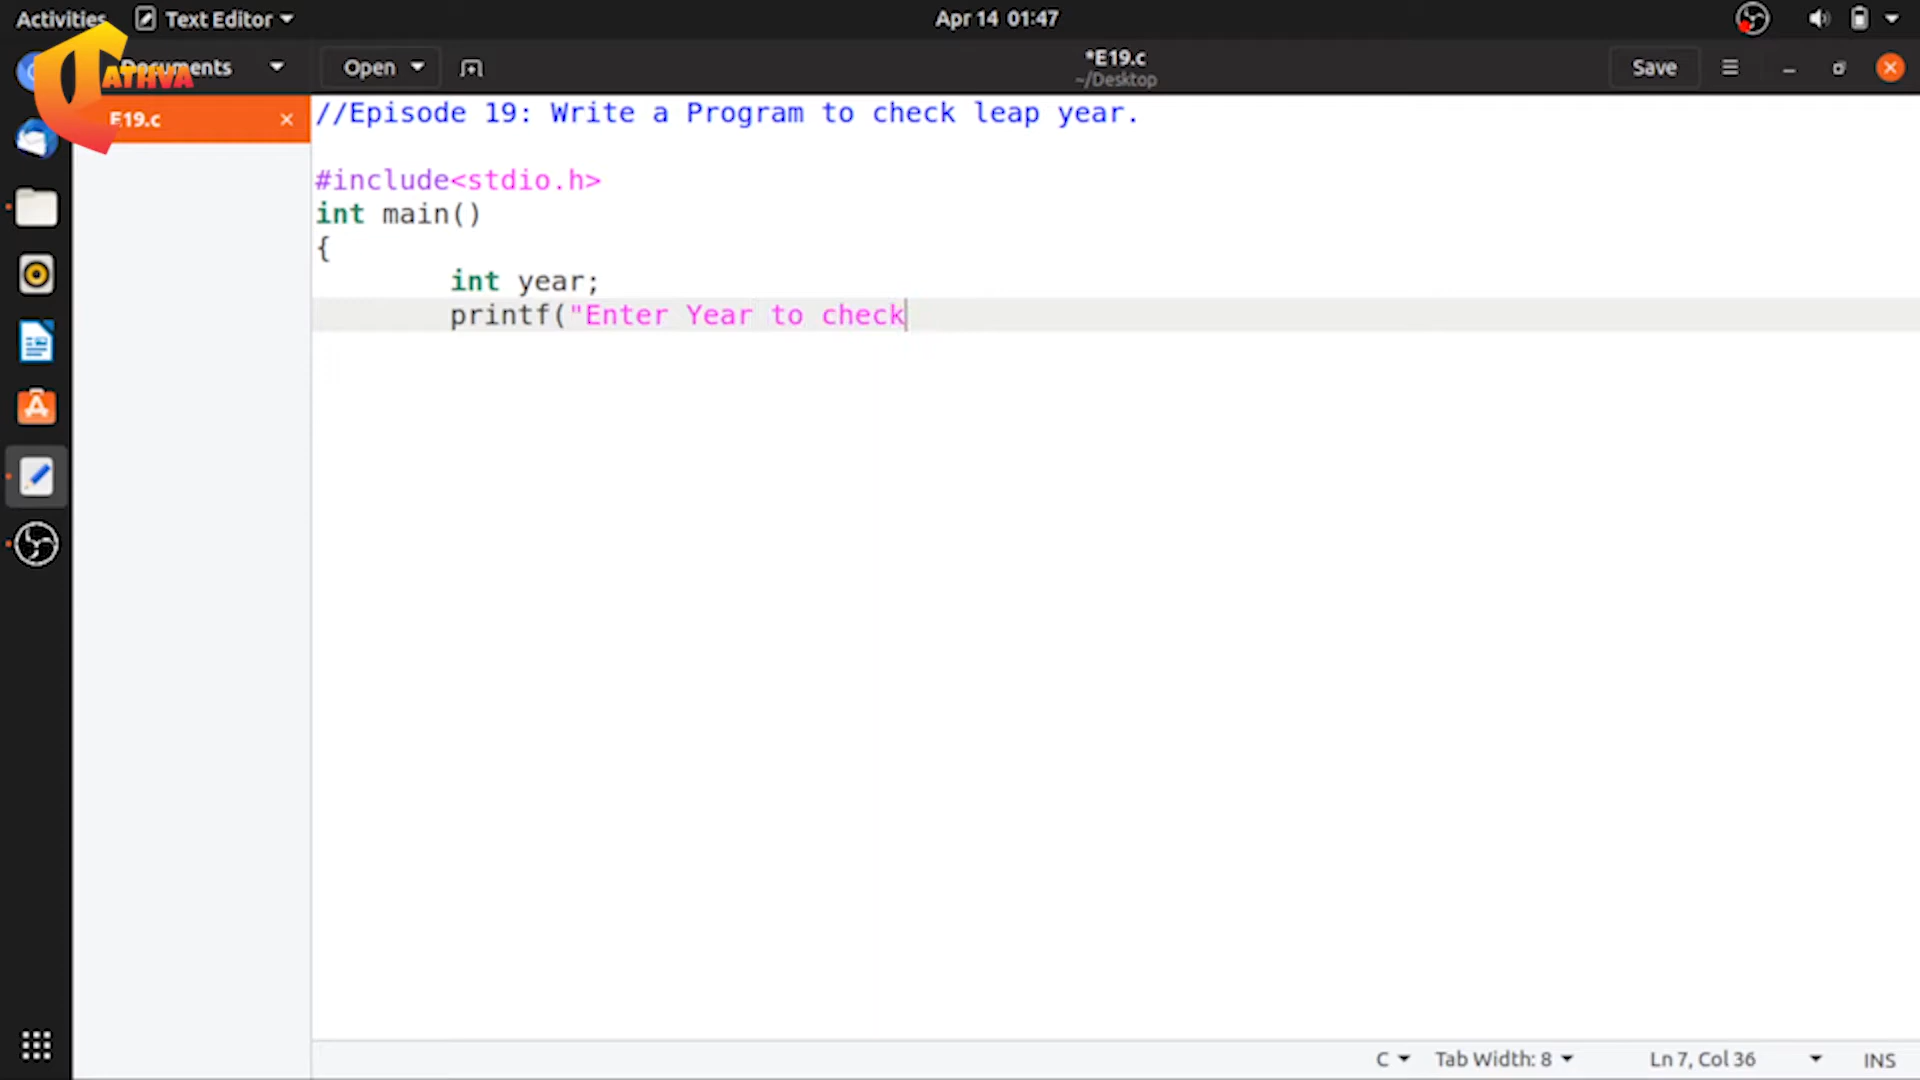 Activities Text Editor Apr 14 01:47
TATHVA
Documents Open *E19.c Save
~/Desktop
E19.c
//Episode 19: Write a Program to check leap year.
#include<stdio.h>
int main()
{
int year;
printf("Enter Year to check
C Tab Width: 8 Ln 7, Col 36 INS